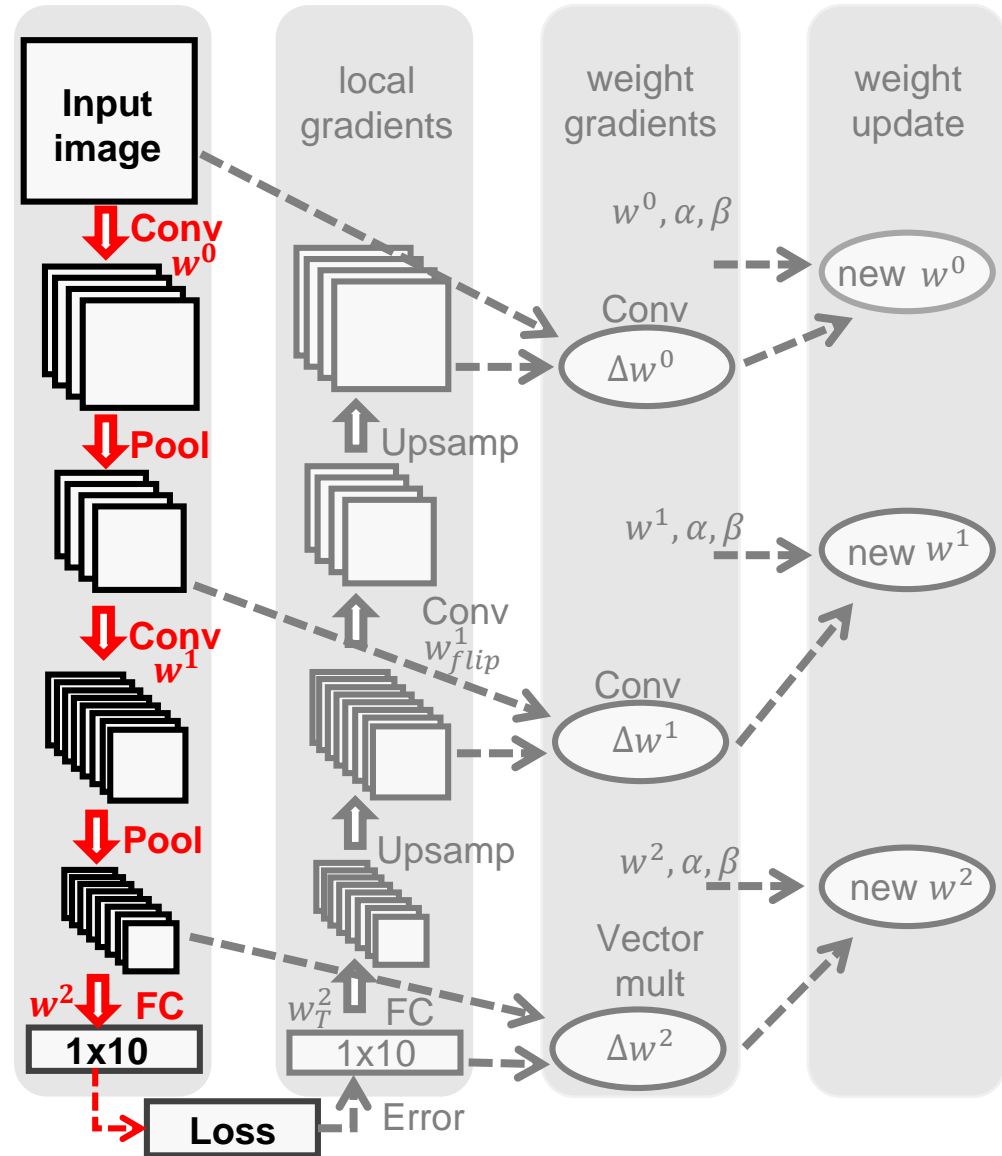 Input
image
Conv
w⁰
Pool
Conv
w¹
Pool
w² FC
1x10
Loss
local
gradients
Upsamp
Conv
w¹_flip
Upsamp
w²_T FC
1x10
Error
weight
gradients
w⁰, α, β
Conv
Δw⁰
w¹, α, β
Conv
Δw¹
w², α, β
Vector
mult
Δw²
weight
update
new w⁰
new w¹
new w²